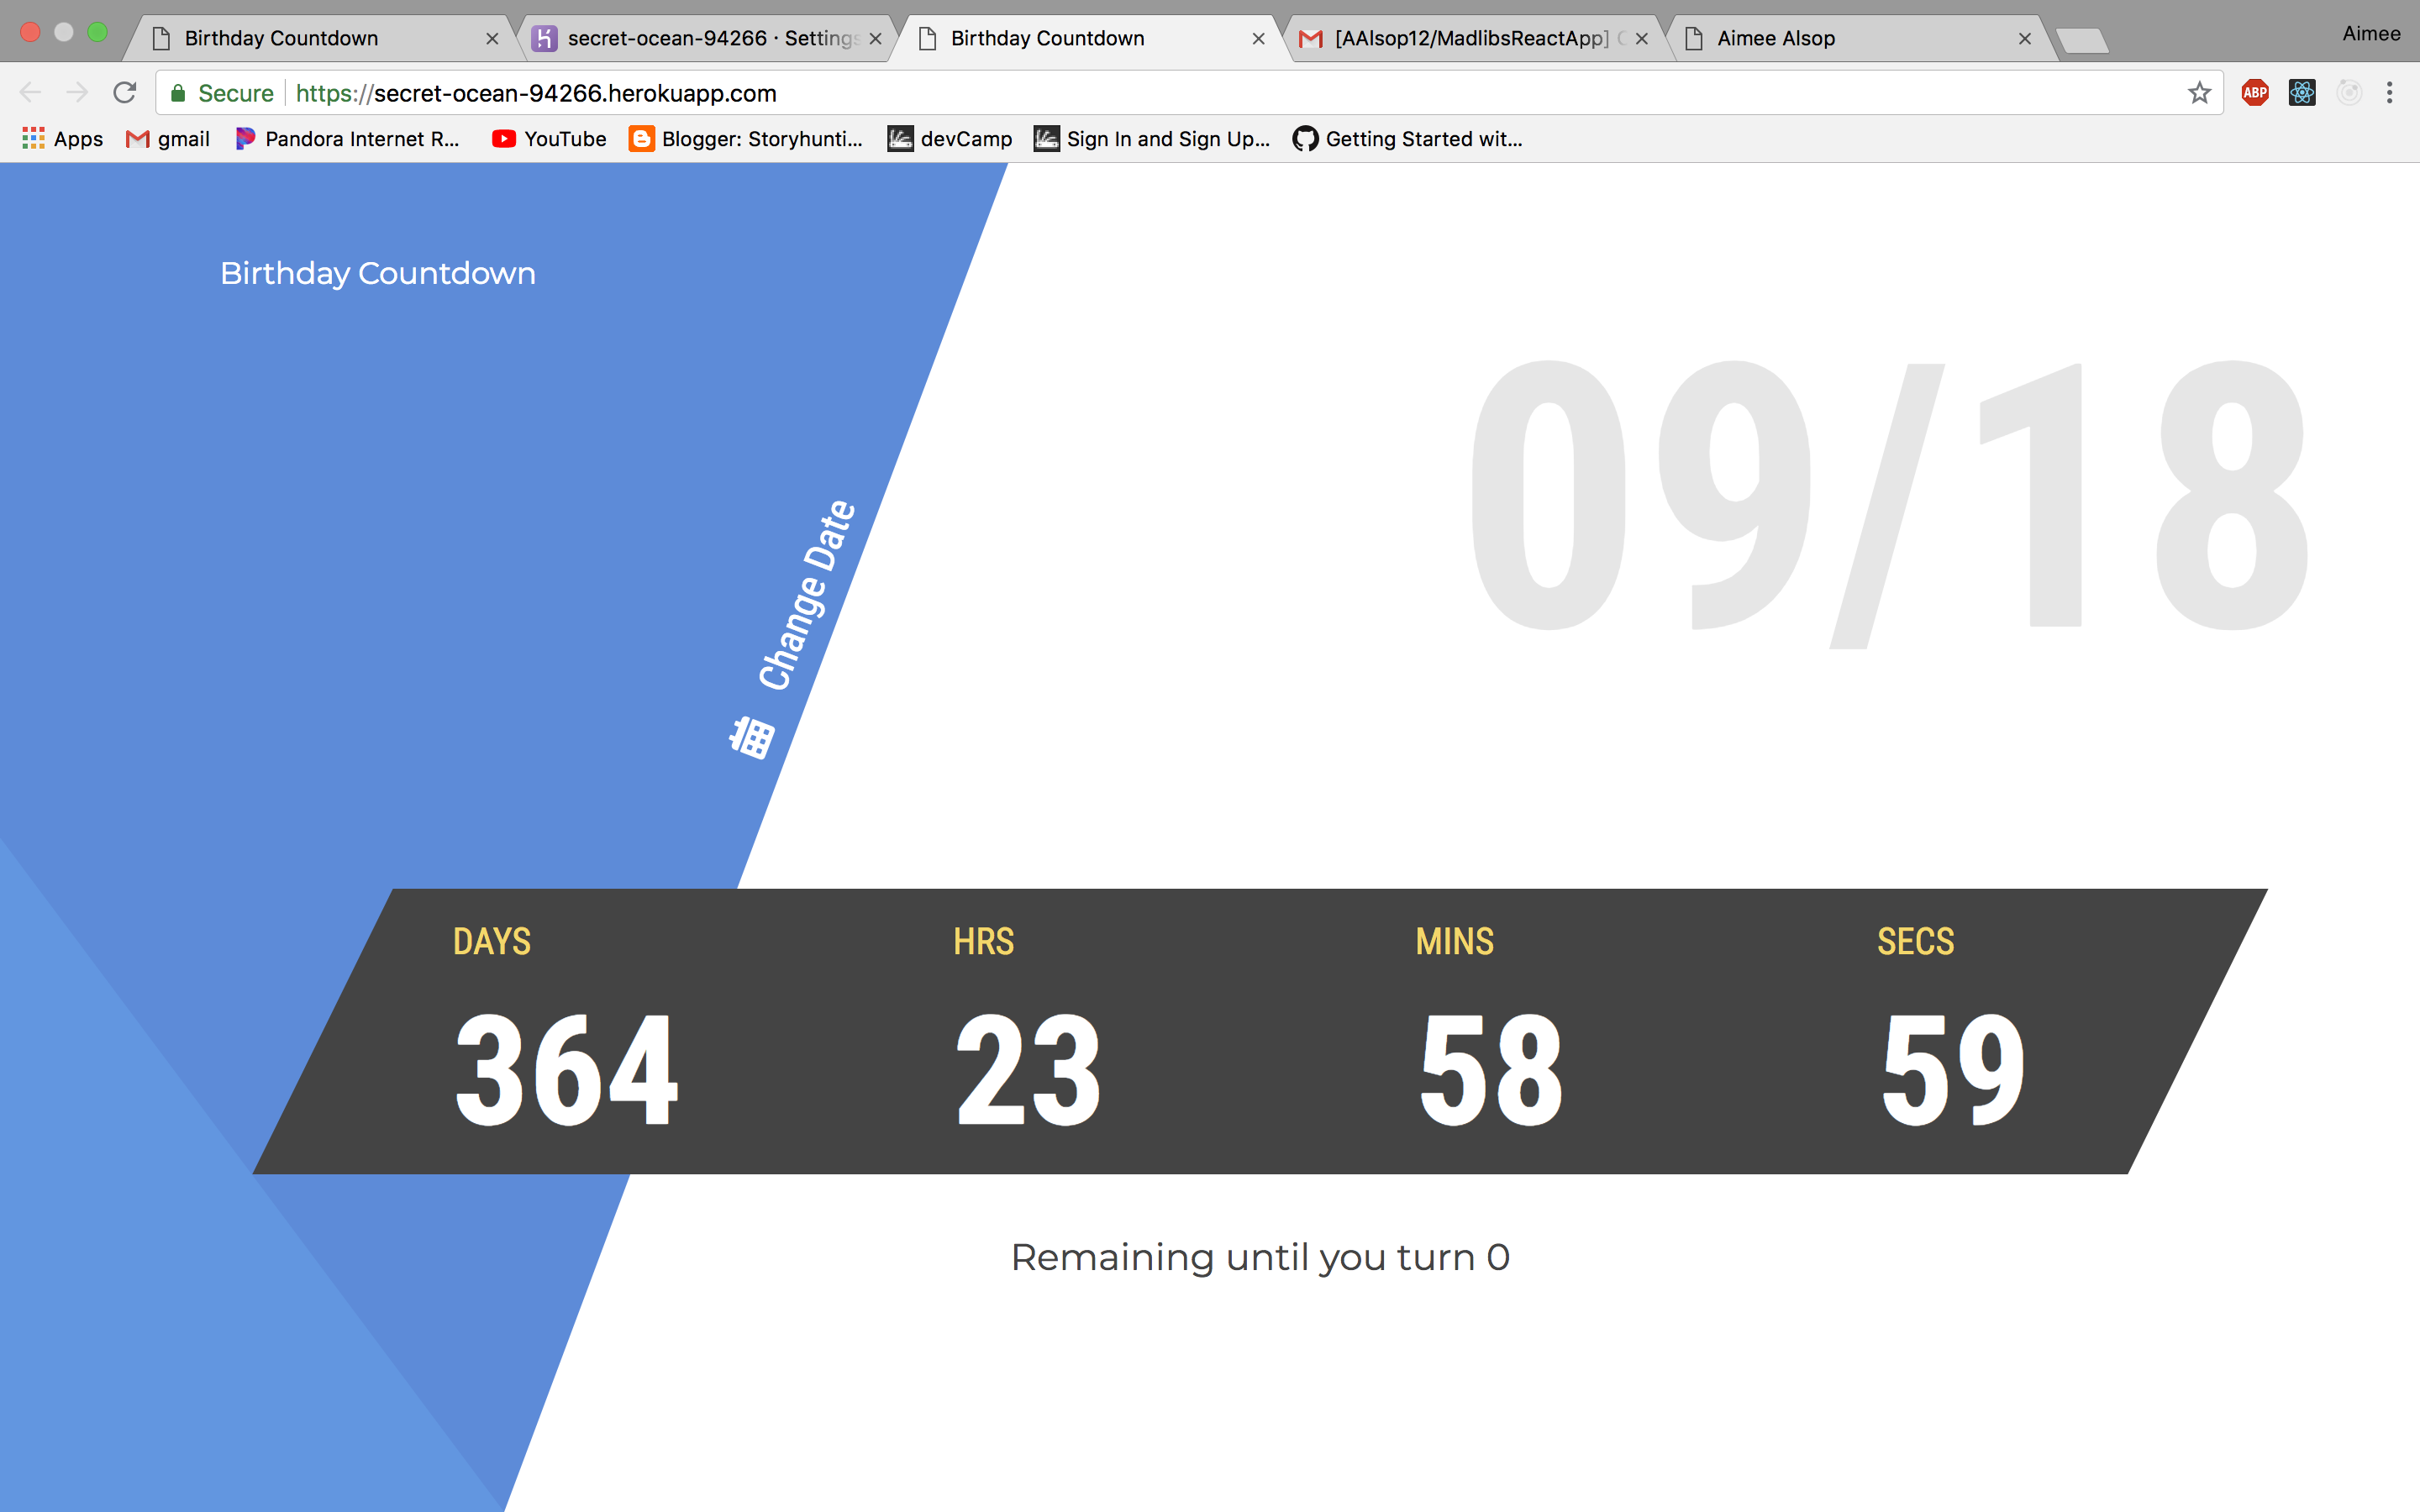 Birthday Countdown
secret-ocean-94266 · Settings
Birthday Countdown
[AAlsop12/MadlibsReactApp]
Aimee Alsop
Aimee
Secure
https://secret-ocean-94266.herokuapp.com
ABP
Apps
gmail
Pandora Internet R...
YouTube
Blogger: Storyhunti...
devCamp
Sign In and Sign Up...
Getting Started wit...
Birthday Countdown
09/18
Change Date
DAYS HRS MINS SECS
364 23 58 59
Remaining until you turn 0